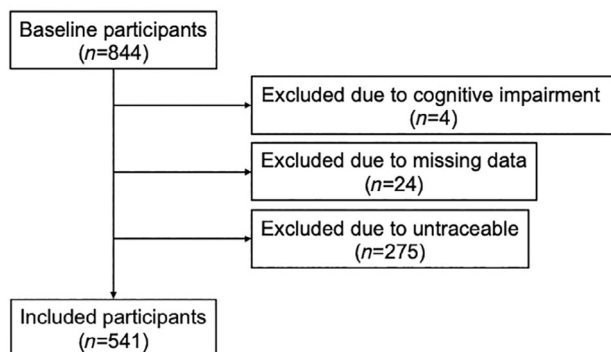 Baseline participants
(n=844)
Excluded due to cognitive impairment
(n=4)
Excluded due to missing data
(n=24)
Excluded due to untraceable
(n=275)
Included participants
(n=541)